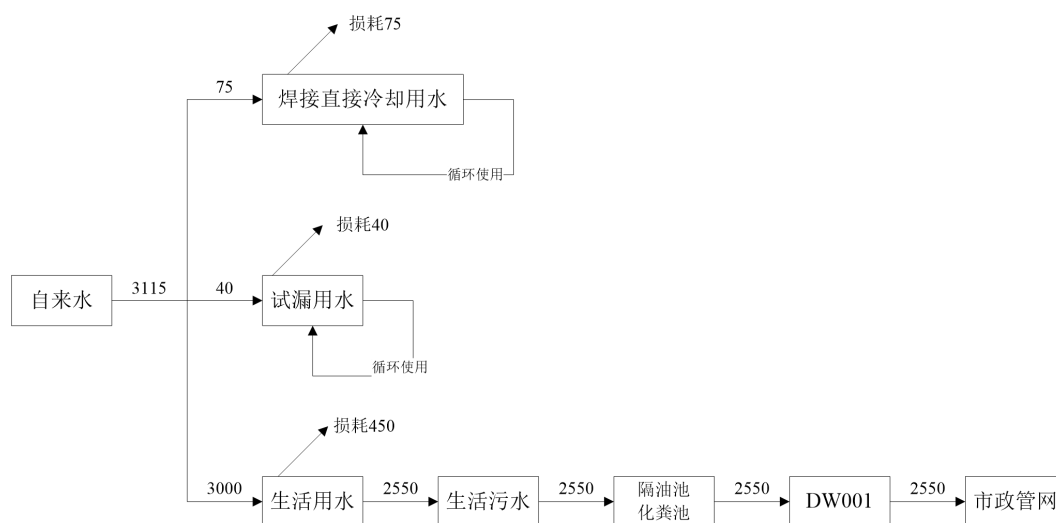 损耗75
75
焊接直接冷却用水
循环使用
损耗40
自来水
3115
40
试漏用水
循环使用
损耗450
3000
生活用水
2550
生活污水
2550
隔油池
化粪池
2550
DW001
2550
市政管网